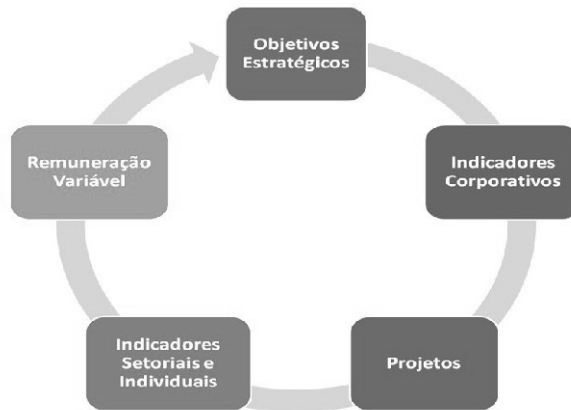 Objetivos
Estratégicos
Indicadores
Corporativos
Projetos
Indicadores
Setoriais e
Individuais
Remuneração
Variável